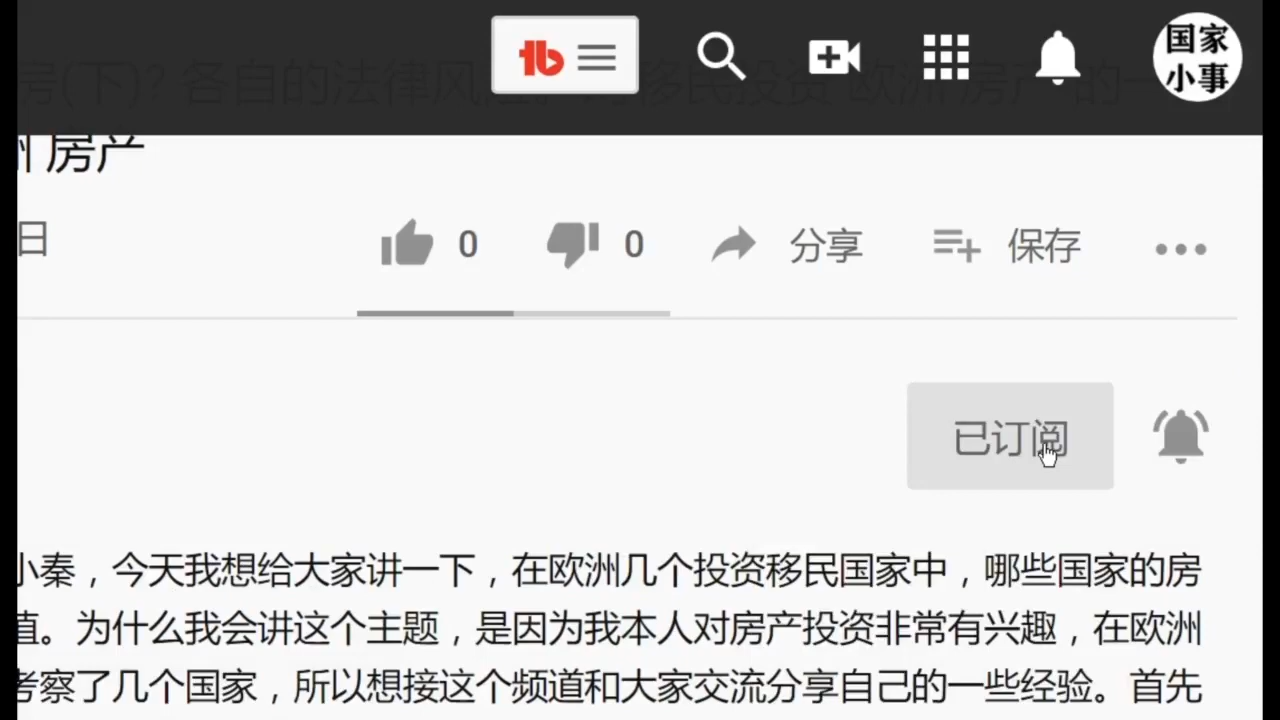 国家
小事
房(下)? 各自的法律风
移民投资 欧洲 房产 的一
洲 房产
日
0
0
分享
保存
已订阅
小秦，今天我想给大家讲一下，在欧洲几个投资移民国家中，哪些国家的房
值。为什么我会讲这个主题，是因为我本人对房产投资非常有兴趣，在欧洲
考察了几个国家，所以想接这个频道和大家交流分享自己的一些经验。首先